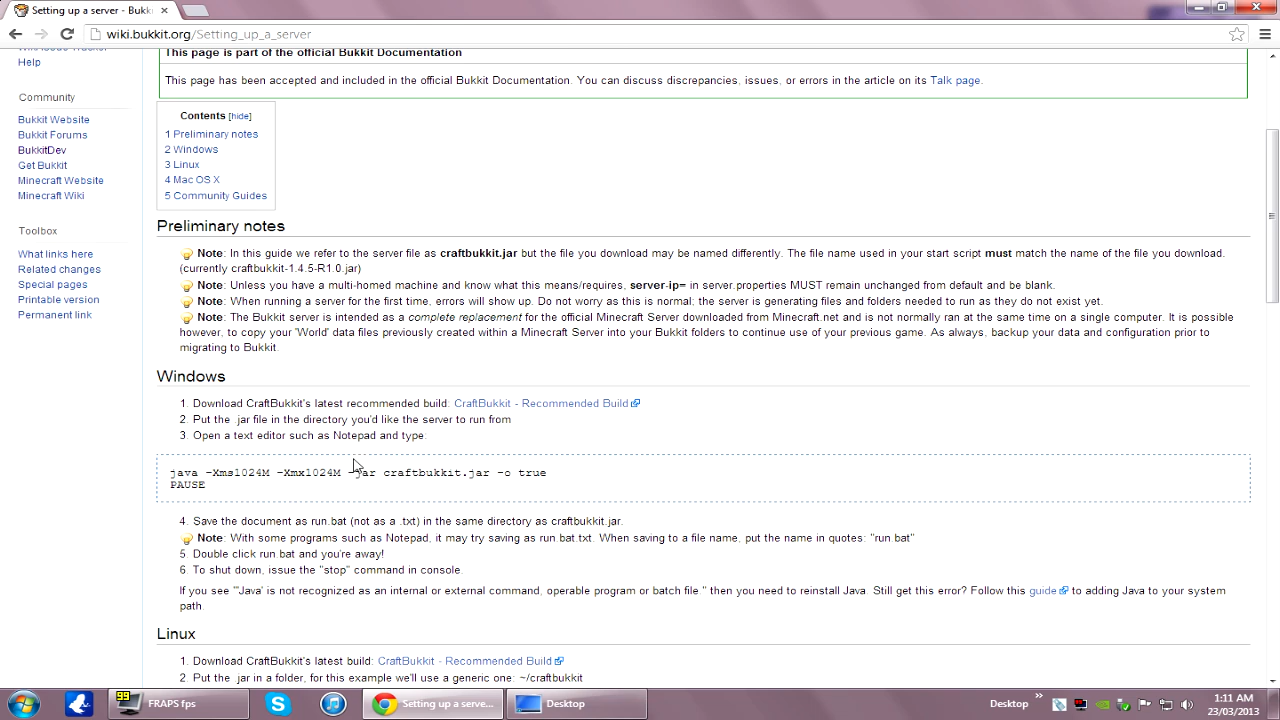 Setting up a server - Bukk
wiki.bukkit.org/Setting_up_a_server
This page is part of the official Bukkit Documentation
Help
This page has been accepted and included in the official Bukkit Documentation. You can discuss discrepancies, issues, or errors in the article on its Talk page.
Community
Bukkit Website
Bukkit Forums
BukkitDev
Get Bukkit
Minecraft Website
Minecraft Wiki
Toolbox
What links here
Related changes
Special pages
Printable version
Permanent link
Contents [hide]
1 Preliminary notes
2 Windows
3 Linux
4 Mac OS X
5 Community Guides
Preliminary notes
Note: In this guide we refer to the server file as craftbukkit.jar but the file you download may be named differently. The file name used in your start script must match the name of the file you download.
(currently craftbukkit-1.4.5-R1.0.jar)
Note: Unless you have a multi-homed machine and know what this means/requires, server-ip= in server.properties MUST remain unchanged from default and be blank.
Note: When running a server for the first time, errors will show up. Do not worry as this is normal; the server is generating files and folders needed to run as they do not exist yet.
Note: The Bukkit server is intended as a complete replacement for the official Minecraft Server downloaded from Minecraft.net and is not normally ran at the same time on a single computer. It is possible
however, to copy your 'World' data files previously created within a Minecraft Server into your Bukkit folders to continue use of your previous game. As always, backup your data and configuration prior to
migrating to Bukkit.
Windows
1. Download CraftBukkit's latest recommended build: CraftBukkit - Recommended Build
2. Put the .jar file in the directory you'd like the server to run from
3. Open a text editor such as Notepad and type:
java -Xms1024M -Xmx1024M -jar craftbukkit.jar -o true
PAUSE
4. Save the document as run.bat (not as a .txt) in the same directory as craftbukkit.jar.
Note: With some programs such as Notepad, it may try saving as run.bat.txt. When saving to a file name, put the name in quotes: "run.bat"
5. Double click run.bat and you're away!
6. To shut down, issue the "stop" command in console.
If you see "'Java' is not recognized as an internal or external command, operable program or batch file." then you need to reinstall Java. Still get this error? Follow this guide to adding Java to your system
path.
Linux
1. Download CraftBukkit's latest build: CraftBukkit - Recommended Build
2. Put the .jar in a folder, for this example we'll use a generic one: ~/craftbukkit
99
FRAPS fps
Setting up a serve...
Desktop
Desktop
1:11 AM
23/03/2013